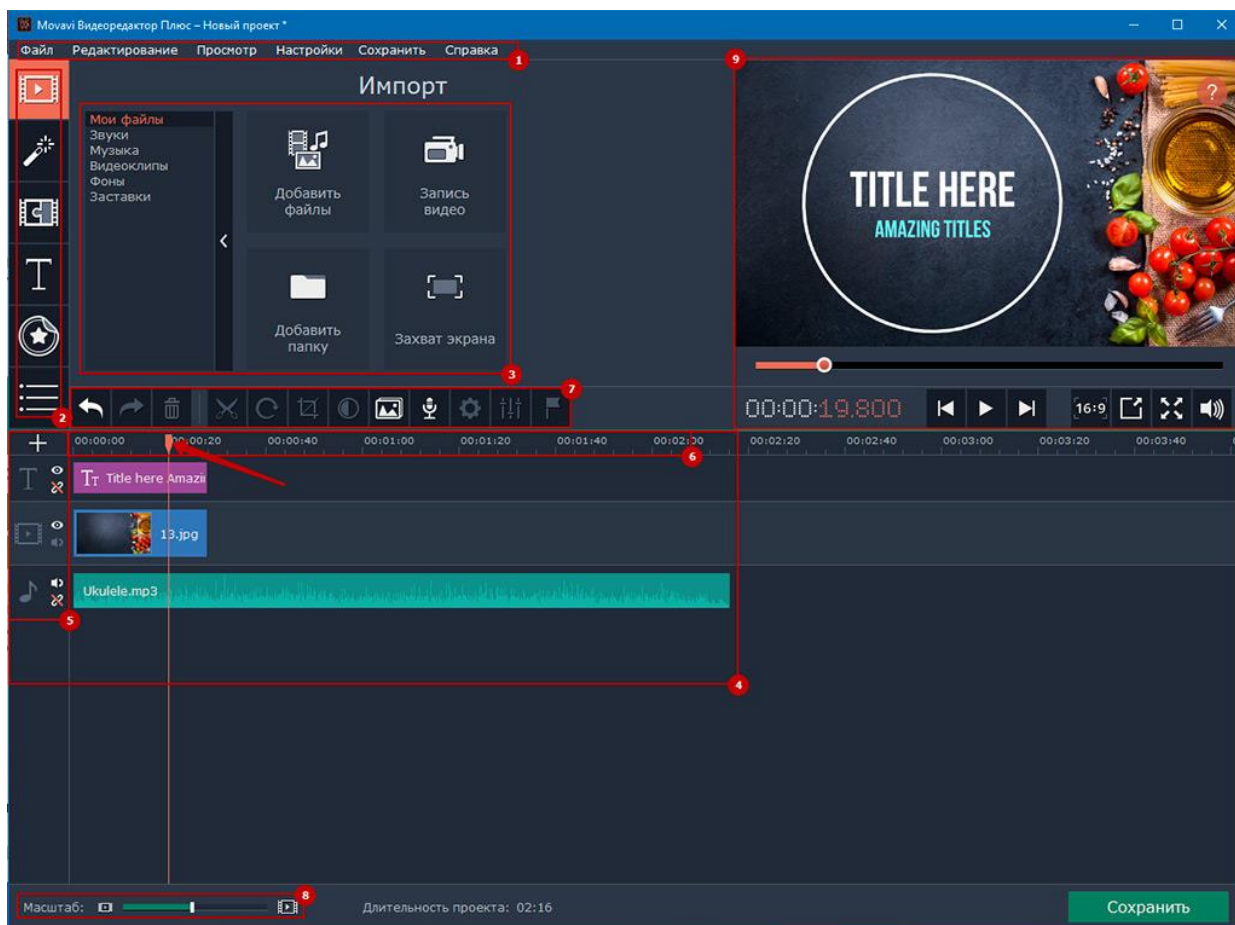 Movavi Видеоредактор Плюс – Новый проект *
Файл Редактирование Просмотр Настройки Сохранить Справка
1
9
Импорт
?
Мои файлы
Звуки
Музыка
Видеоклипы
Фоны
Заставки
Добавить файлы
Запись видео
Добавить папку
Захват экрана
TITLE HERE
AMAZING TITLES
3
7
2
00:00:19.800
16:9
00:00:00 00:00:20 00:00:40 00:01:00 00:01:20 00:01:40 00:02:00 00:02:20 00:02:40 00:03:00 00:03:20 00:03:40
6
Title here Amazin
13.jpg
Ukulele.mp3
5
4
8
Масштаб:
Длительность проекта: 02:16
Сохранить